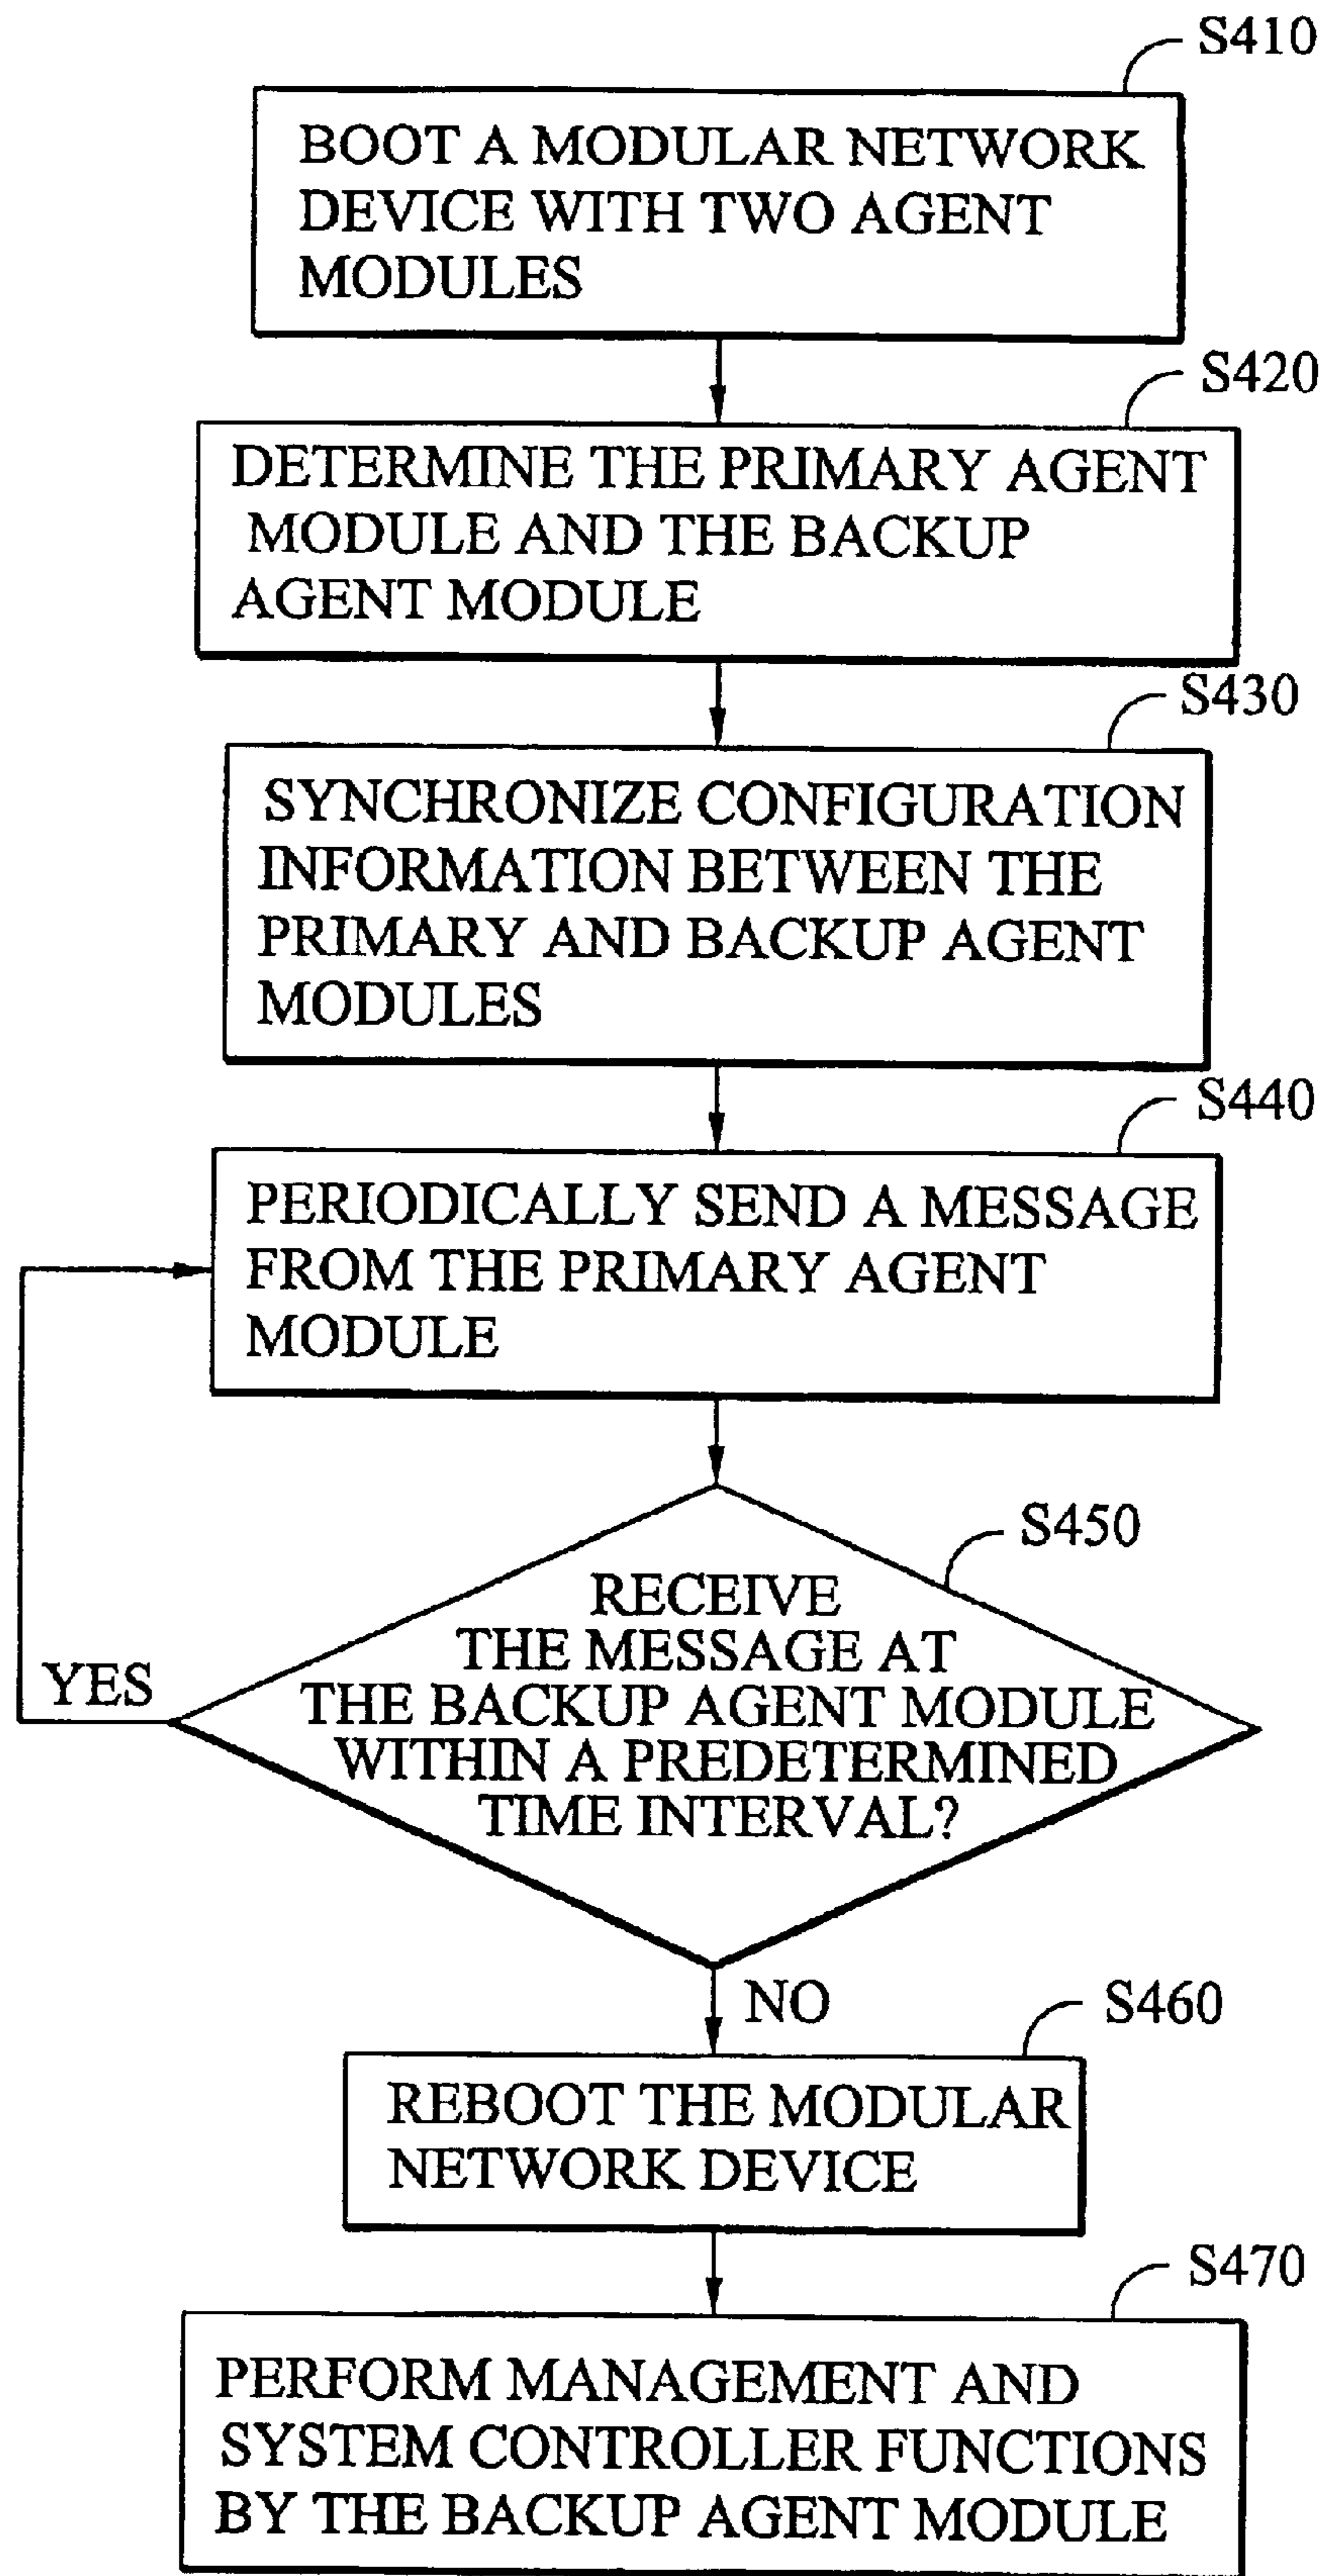 S410
BOOT A MODULAR NETWORK
DEVICE WITH TWO AGENT
MODULES
S420
DETERMINE THE PRIMARY AGENT
MODULE AND THE BACKUP
AGENT MODULE
S430
SYNCHRONIZE CONFIGURATION
INFORMATION BETWEEN THE
PRIMARY AND BACKUP AGENT
MODULES
S440
PERIODICALLY SEND A MESSAGE
FROM THE PRIMARY AGENT
MODULE
S450
RECEIVE
THE MESSAGE AT
THE BACKUP AGENT MODULE
WITHIN A PREDETERMINED
TIME INTERVAL?
YES
NO
S460
REBOOT THE MODULAR
NETWORK DEVICE
S470
PERFORM MANAGEMENT AND
SYSTEM CONTROLLER FUNCTIONS
BY THE BACKUP AGENT MODULE